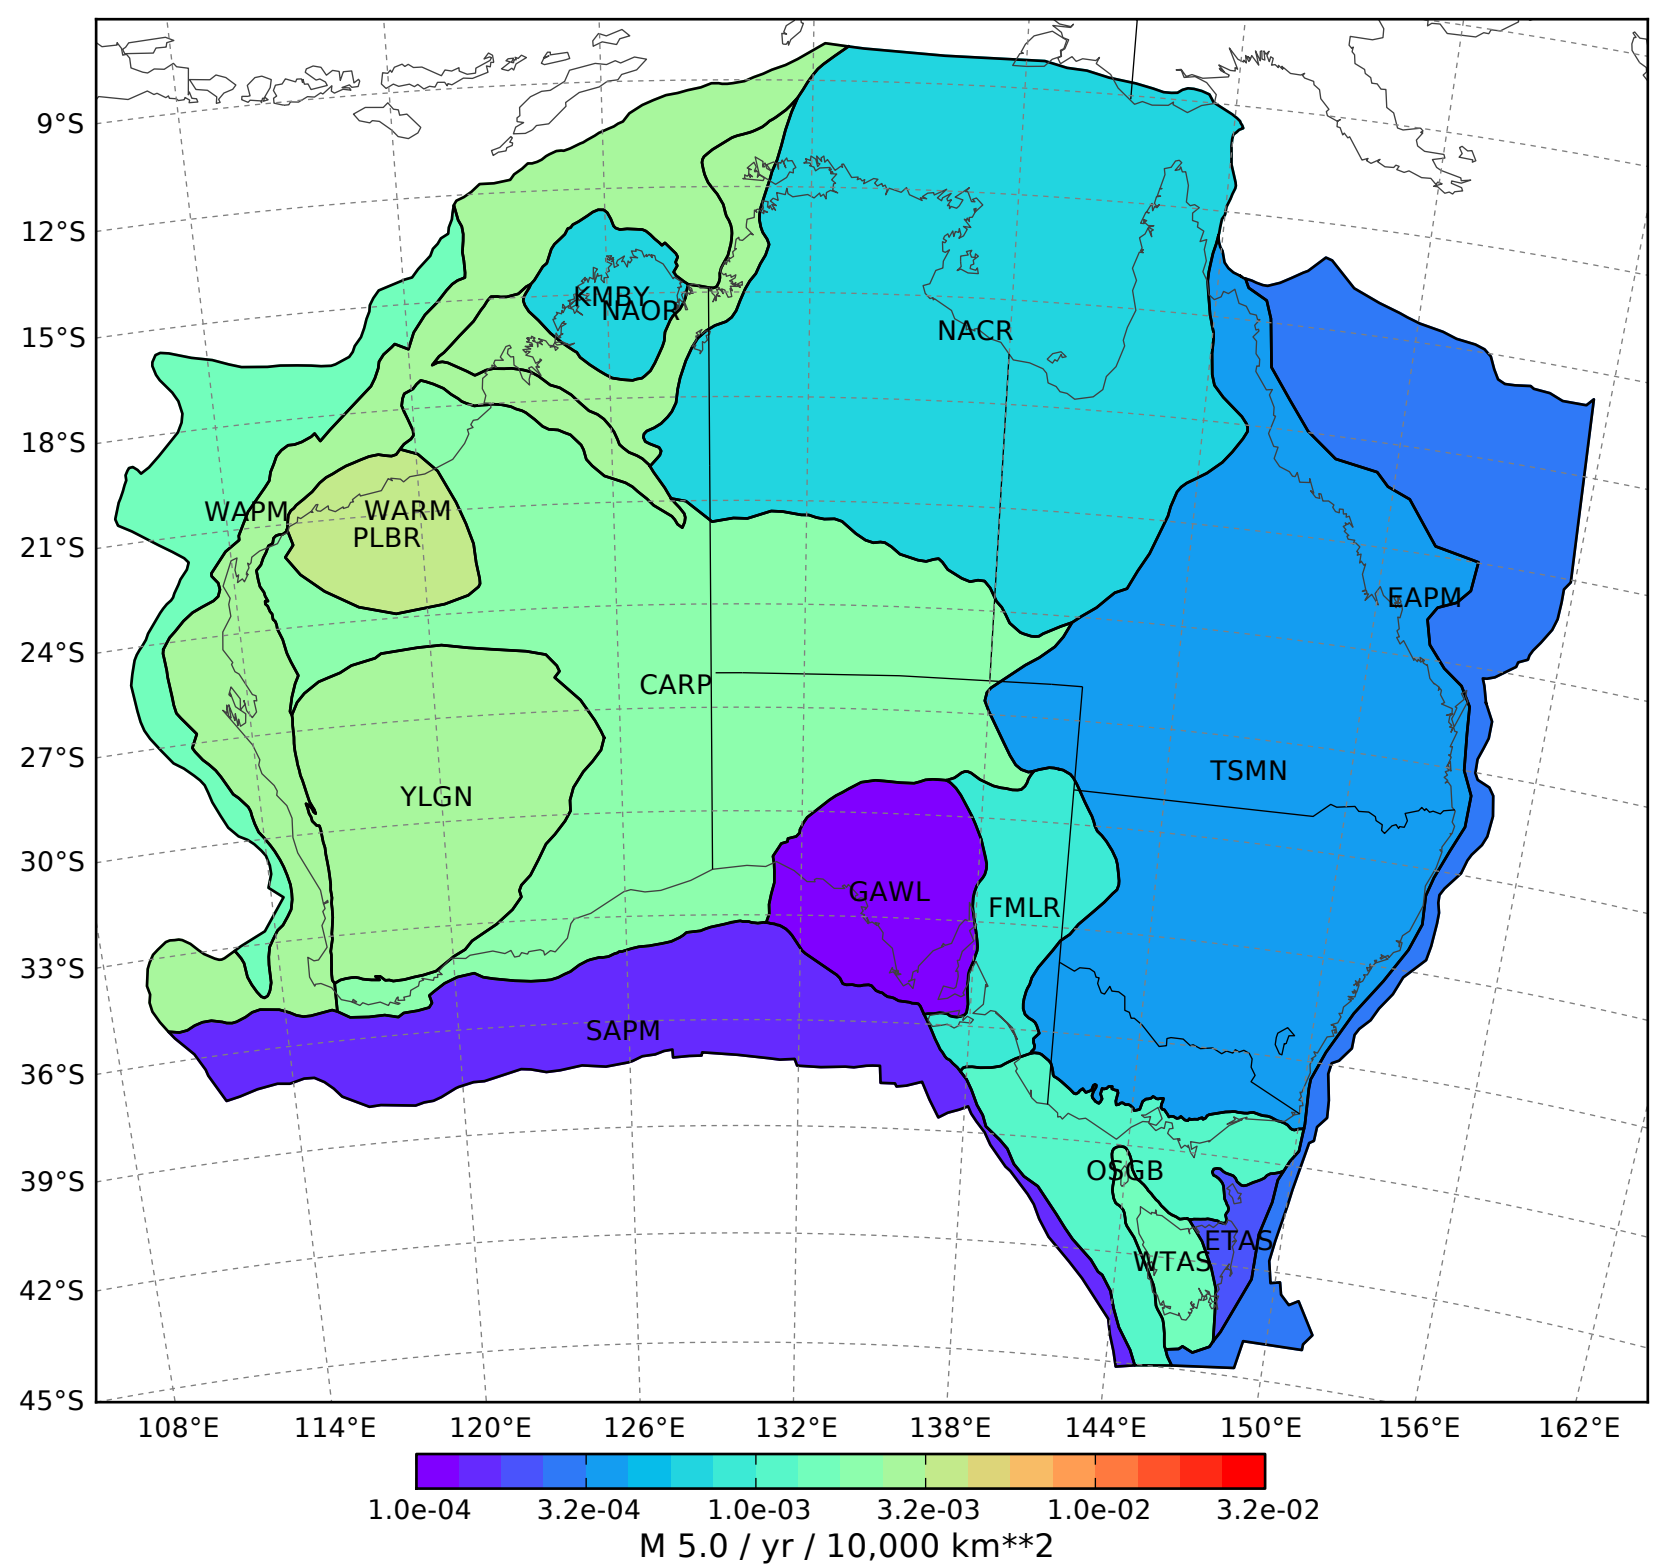 9°S
12°S
15°S
18°S
21°S
24°S
27°S
30°S
33°S
36°S
39°S
42°S
45°S
KMBY
NAOR
NACR
WAPM
WARM
PLBR
EAPM
CARP
TSMN
YLGN
GAWL
FMLR
SAPM
OSGB
ETAS
WTAS
108°E 114°E 120°E 126°E 132°E 138°E 144°E 150°E 156°E 162°E
1.0e-04 3.2e-04 1.0e-03 3.2e-03 1.0e-02 3.2e-02
M 5.0 / yr / 10,000 km**2